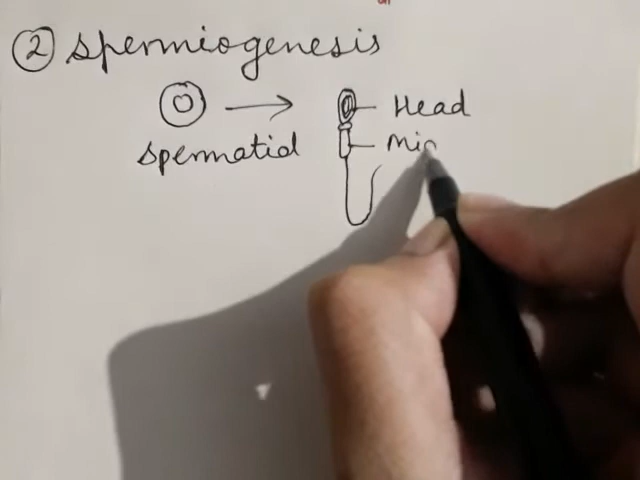 ② Spermiogenesis
Head
Spermatid